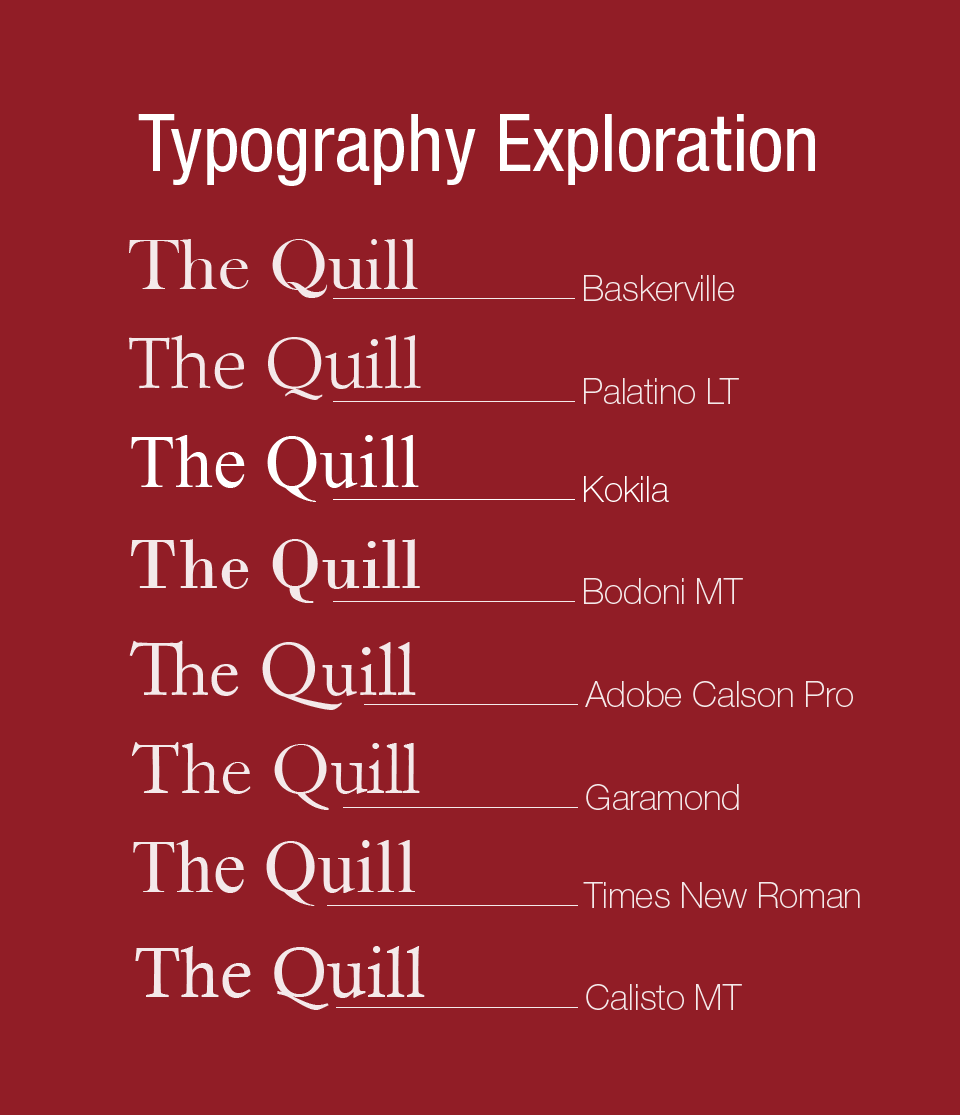 Typography Exploration
The Quill
Baskerville
The Quill
Palatino LT
The Quill
Kokila
The Quill
Bodoni MT
The Quill
Adobe Calson Pro
The Quill
Garamond
The Quill
Times New Roman
The Quill
Calisto MT